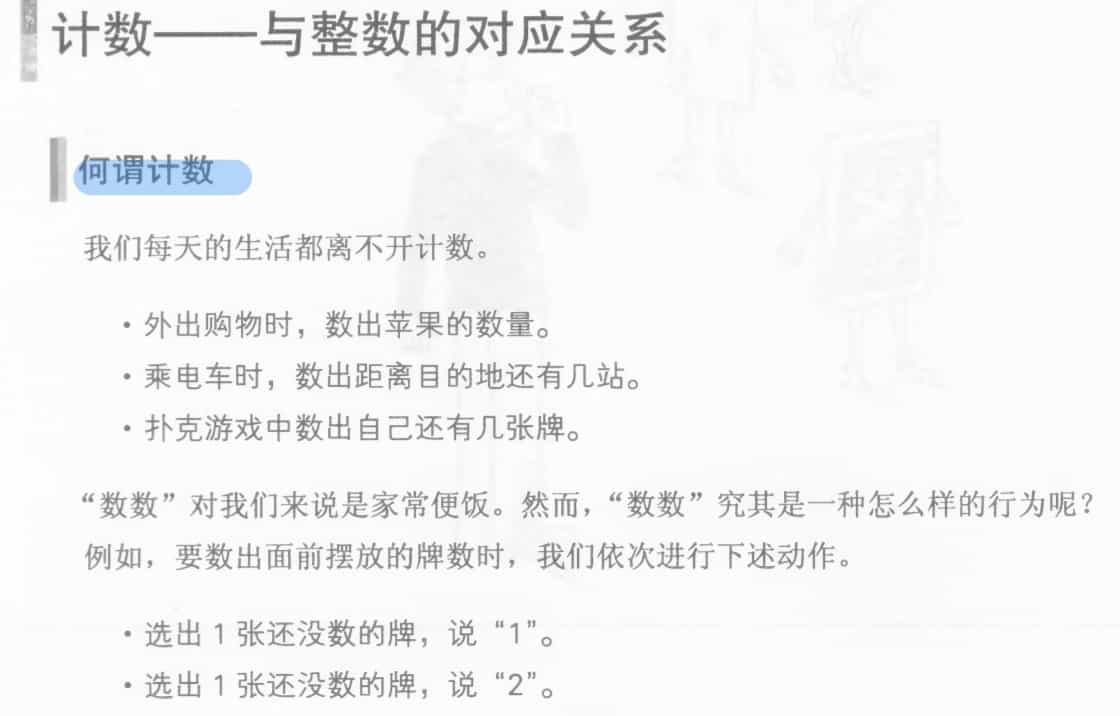 计数——与整数的对应关系
何谓计数
我们每天的生活都离不开计数。
·外出购物时，数出苹果的数量。
·乘电车时，数出距离目的地还有几站。
·扑克游戏中数出自己还有几张牌。
“数数”对我们来说是家常便饭。然而，“数数”究其是一种怎么样的行为呢？
例如，要数出面前摆放的牌数时，我们依次进行下述动作。
·选出 1 张还没数的牌，说“1”。
·选出 1 张还没数的牌，说“2”。